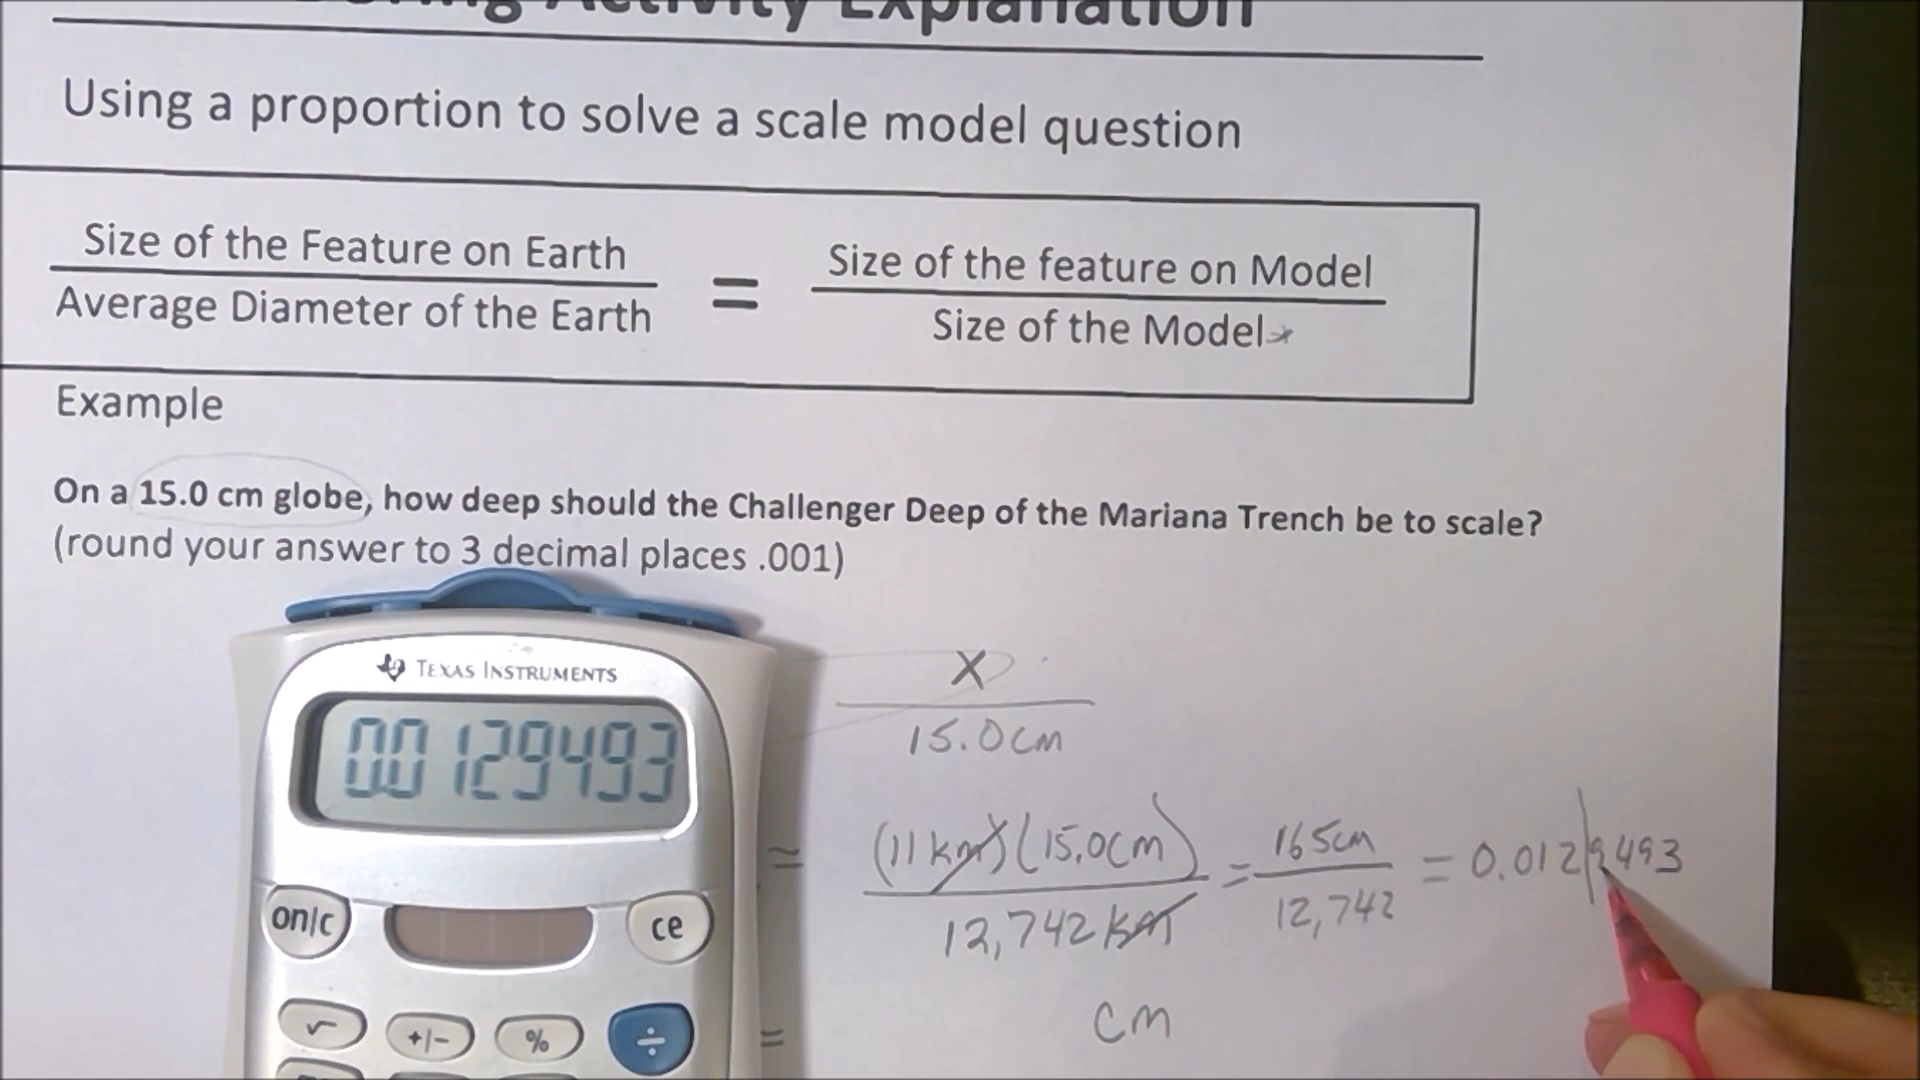 Activity Explanation
Using a proportion to solve a scale model question
Size of the Feature on Earth
Average Diameter of the Earth
=
Size of the feature on Model
Size of the Model
Example
On a 15.0 cm globe, how deep should the Challenger Deep of the Mariana Trench be to scale?
(round your answer to 3 decimal places .001)
TEXAS INSTRUMENTS
0.0129493
on/c
ce
√
+/−
%
÷
X
15.0cm
= (11 km)(15.0cm)
12,742 km
= 165cm
12,742
= 0.0129493
= cm